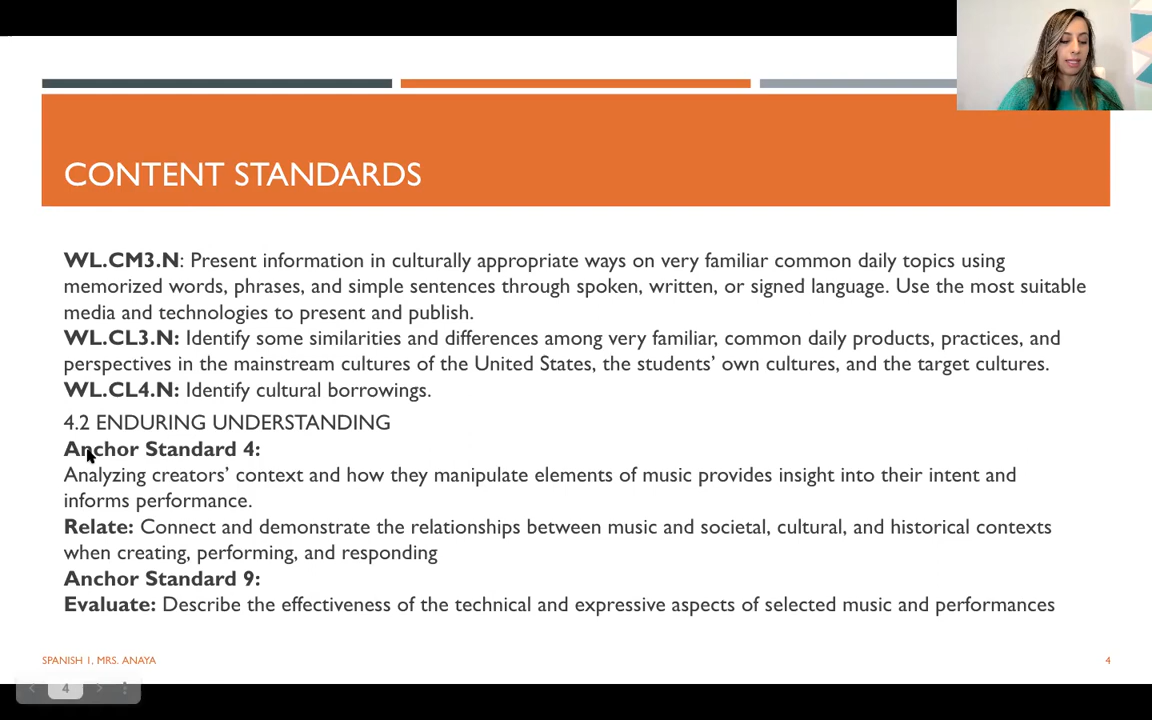 CONTENT STANDARDS
WL.CM3.N: Present information in culturally appropriate ways on very familiar common daily topics using
memorized words, phrases, and simple sentences through spoken, written, or signed language. Use the most suitable
media and technologies to present and publish.
WL.CL3.N: Identify some similarities and differences among very familiar, common daily products, practices, and
perspectives in the mainstream cultures of the United States, the students’ own cultures, and the target cultures.
WL.CL4.N: Identify cultural borrowings.
4.2 ENDURING UNDERSTANDING
Anchor Standard 4:
Analyzing creators’ context and how they manipulate elements of music provides insight into their intent and
informs performance.
Relate: Connect and demonstrate the relationships between music and societal, cultural, and historical contexts
when creating, performing, and responding
Anchor Standard 9:
Evaluate: Describe the effectiveness of the technical and expressive aspects of selected music and performances
SPANISH 1, MRS. ANAYA
4
4